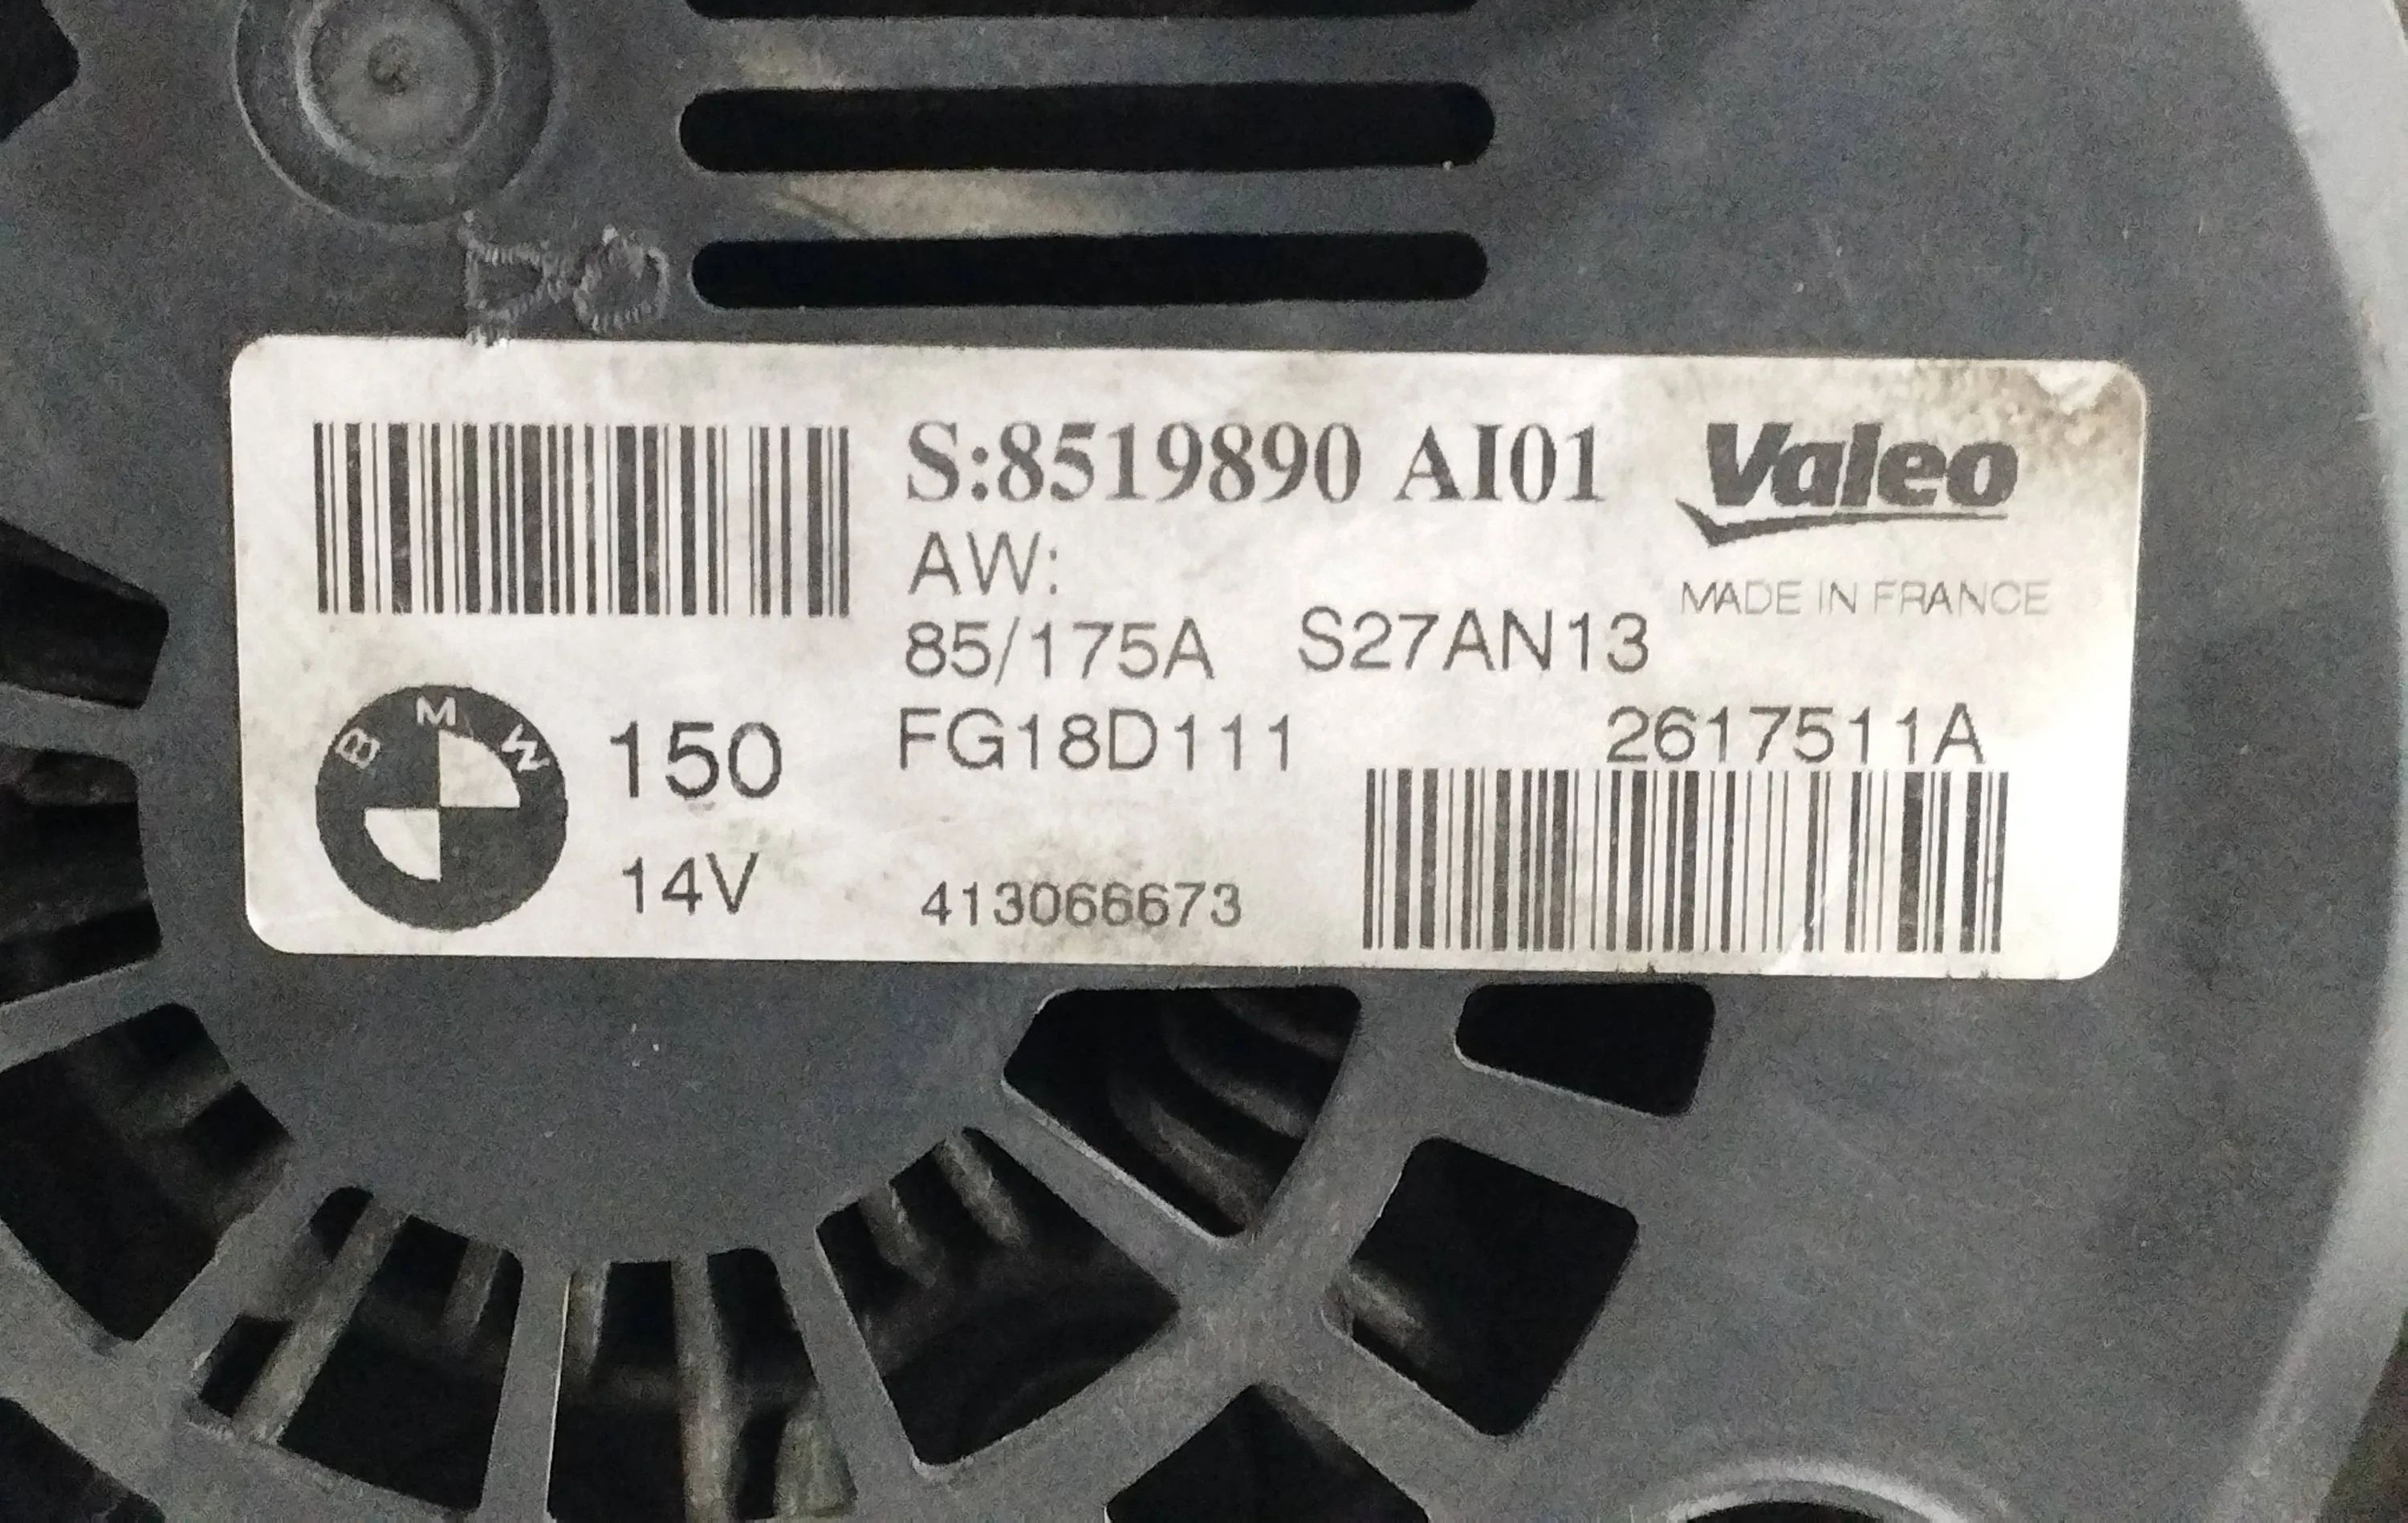 S:8519890 AI01
Valeo
AW:
MADE IN FRANCE
85/175A S27AN13
BMW
150
FG18D111
2617511A
14V
413066673